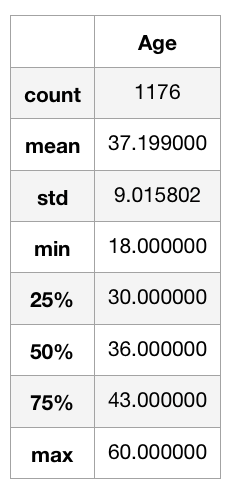 Age
count 1176
mean 37.199000
std 9.015802
min 18.000000
25% 30.000000
50% 36.000000
75% 43.000000
max 60.000000